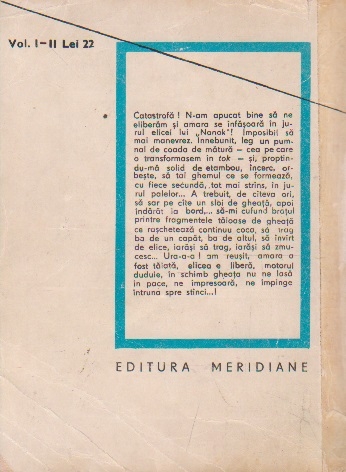 Vol. I-II Lei 22
Catastrofă! N-am apucat bine să ne
eliberăm și amara se înfășoară în ju-
rul elicei lui „Nanok"! Imposibil să
mai manevrez. Înnebunit, leg un pum-
nal de coada de mătură — cea pe care
o transformasem în tok — și, proptin-
du-mă solid de etambou, încerc, or-
bește, să tai ghemul ce se formează,
cu fiece secundă, tot mai strîns, în ju-
rul palelor... A trebuit, de cîteva ori,
să sar pe cîte un sloi de gheață, apoi
îndărăt la bord,... să-mi cufund brațul
printre fragmentele tăioase de gheață
ce rașchetează continuu coca, să trag
ba de un capăt, ba de altul, să învîrt
de elice, iarăși să trag, iarăși să zmu-
cesc... Ura-a-a! am reușit, amara a
fost tăiată, elicea e liberă, motorul
duduie, în schimb gheața nu ne lasă
în pace, ne impresoară, ne împinge
întruna spre stînci...!
EDITURA MERIDIANE